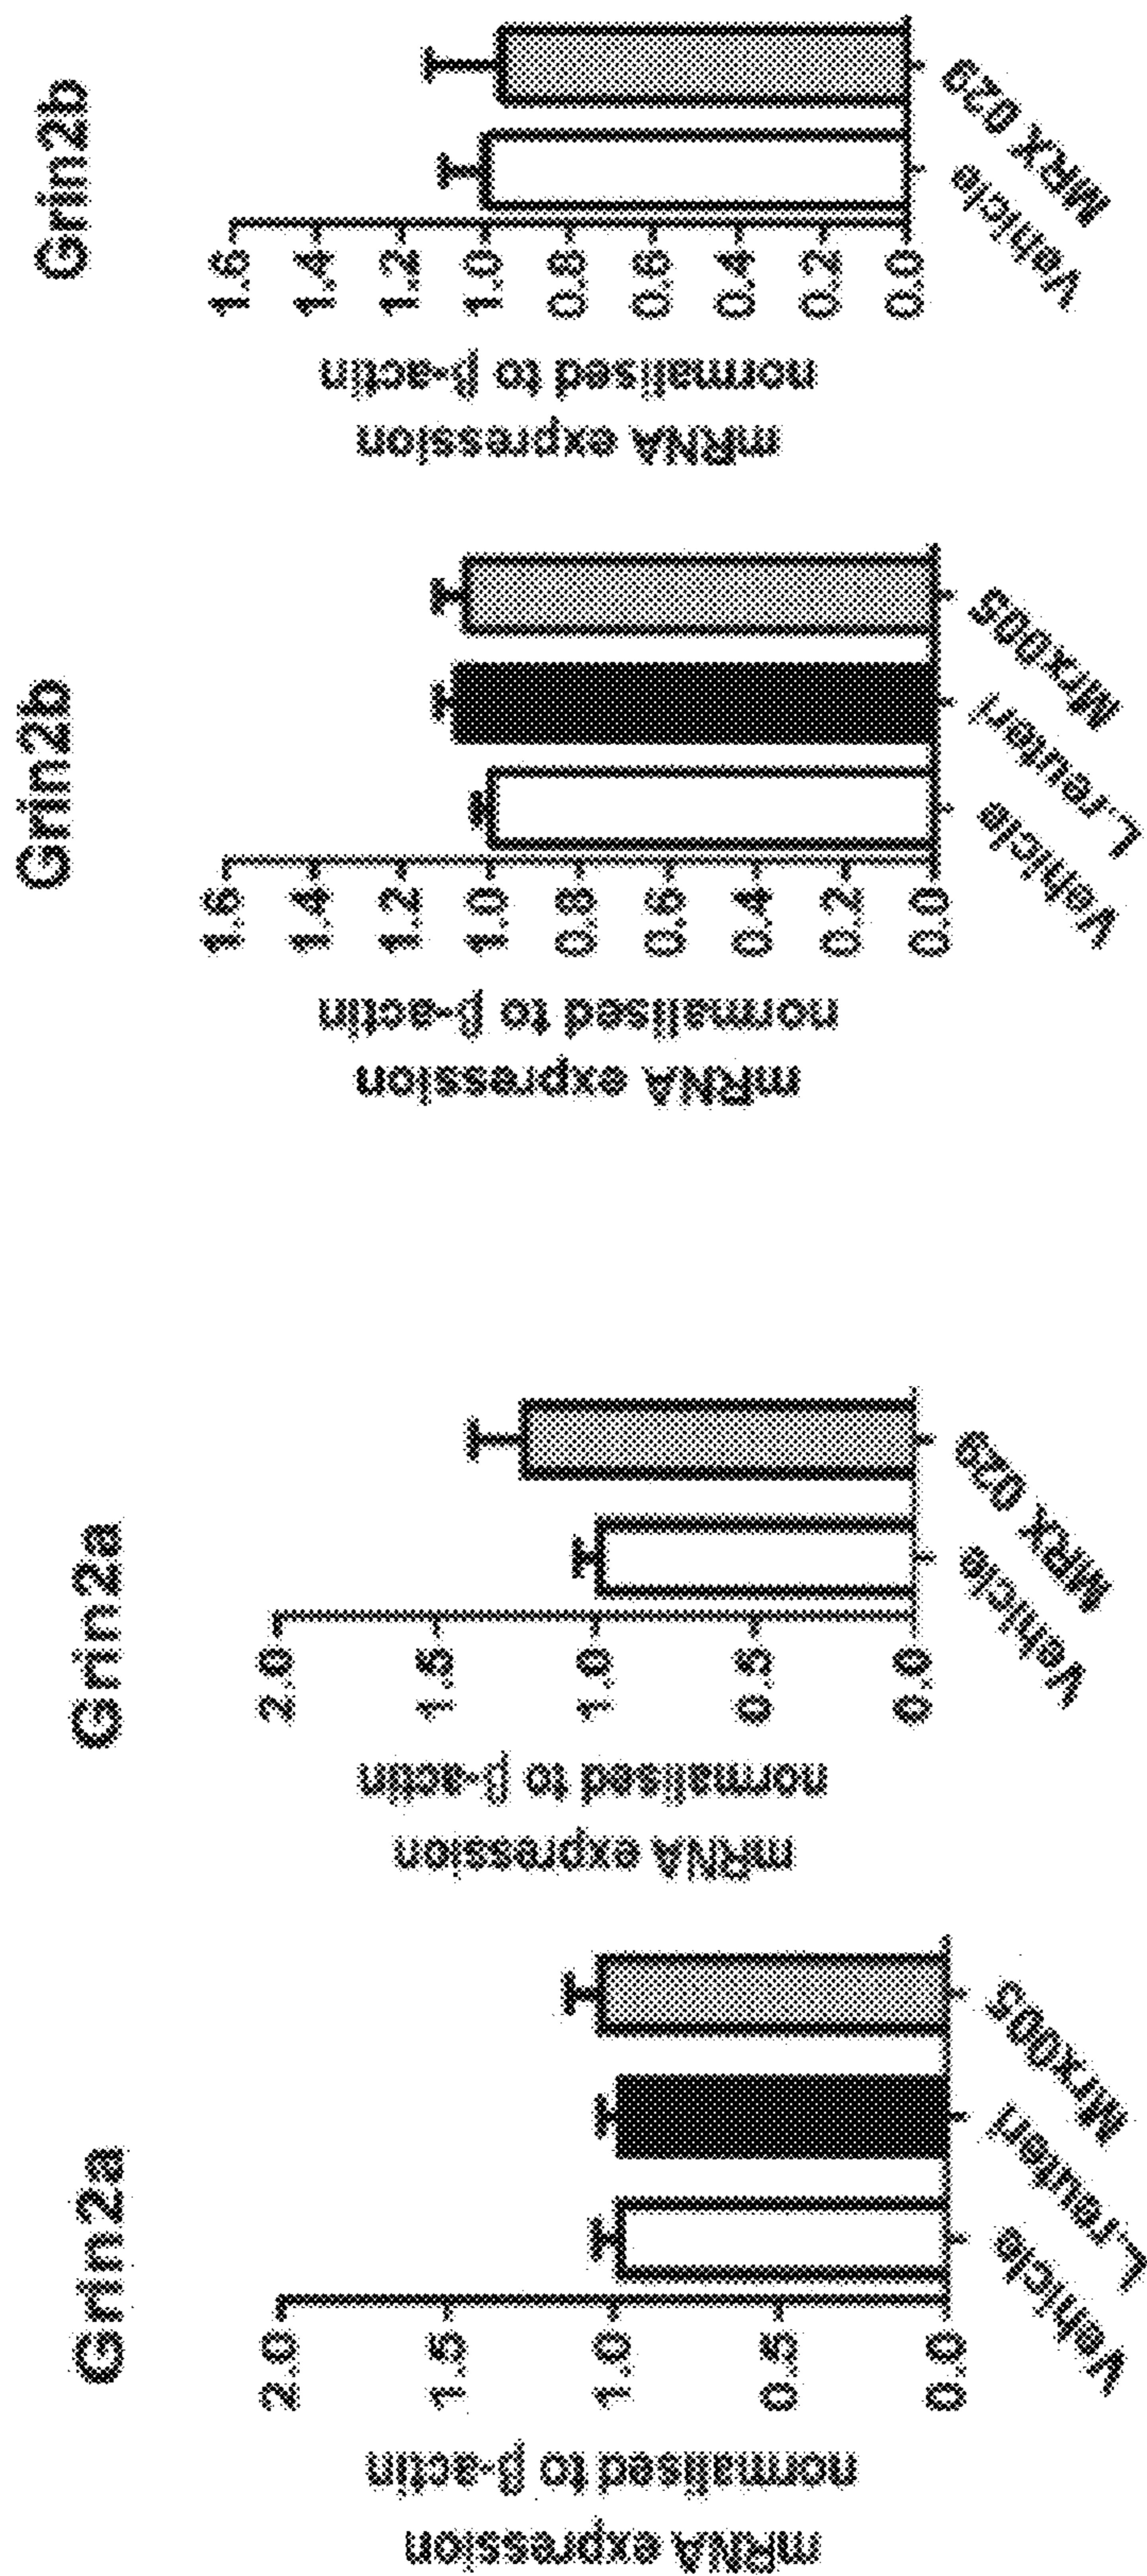 Grin2a
mRNA expression
normalised to β-actin
2.0
1.5
1.0
0.5
0.0
Vehicle
L.reuteri
Mrx005
Grin2a
mRNA expression
normalised to β-actin
2.0
1.5
1.0
0.5
0.0
Vehicle
MRX 029
Grin2b
mRNA expression
normalised to β-actin
1.6
1.4
1.2
1.0
0.8
0.6
0.4
0.2
0.0
Vehicle
L.reuteri
Mrx005
Grin2b
mRNA expression
normalised to β-actin
1.6
1.4
1.2
1.0
0.8
0.6
0.4
0.2
0.0
Vehicle
MRX 029